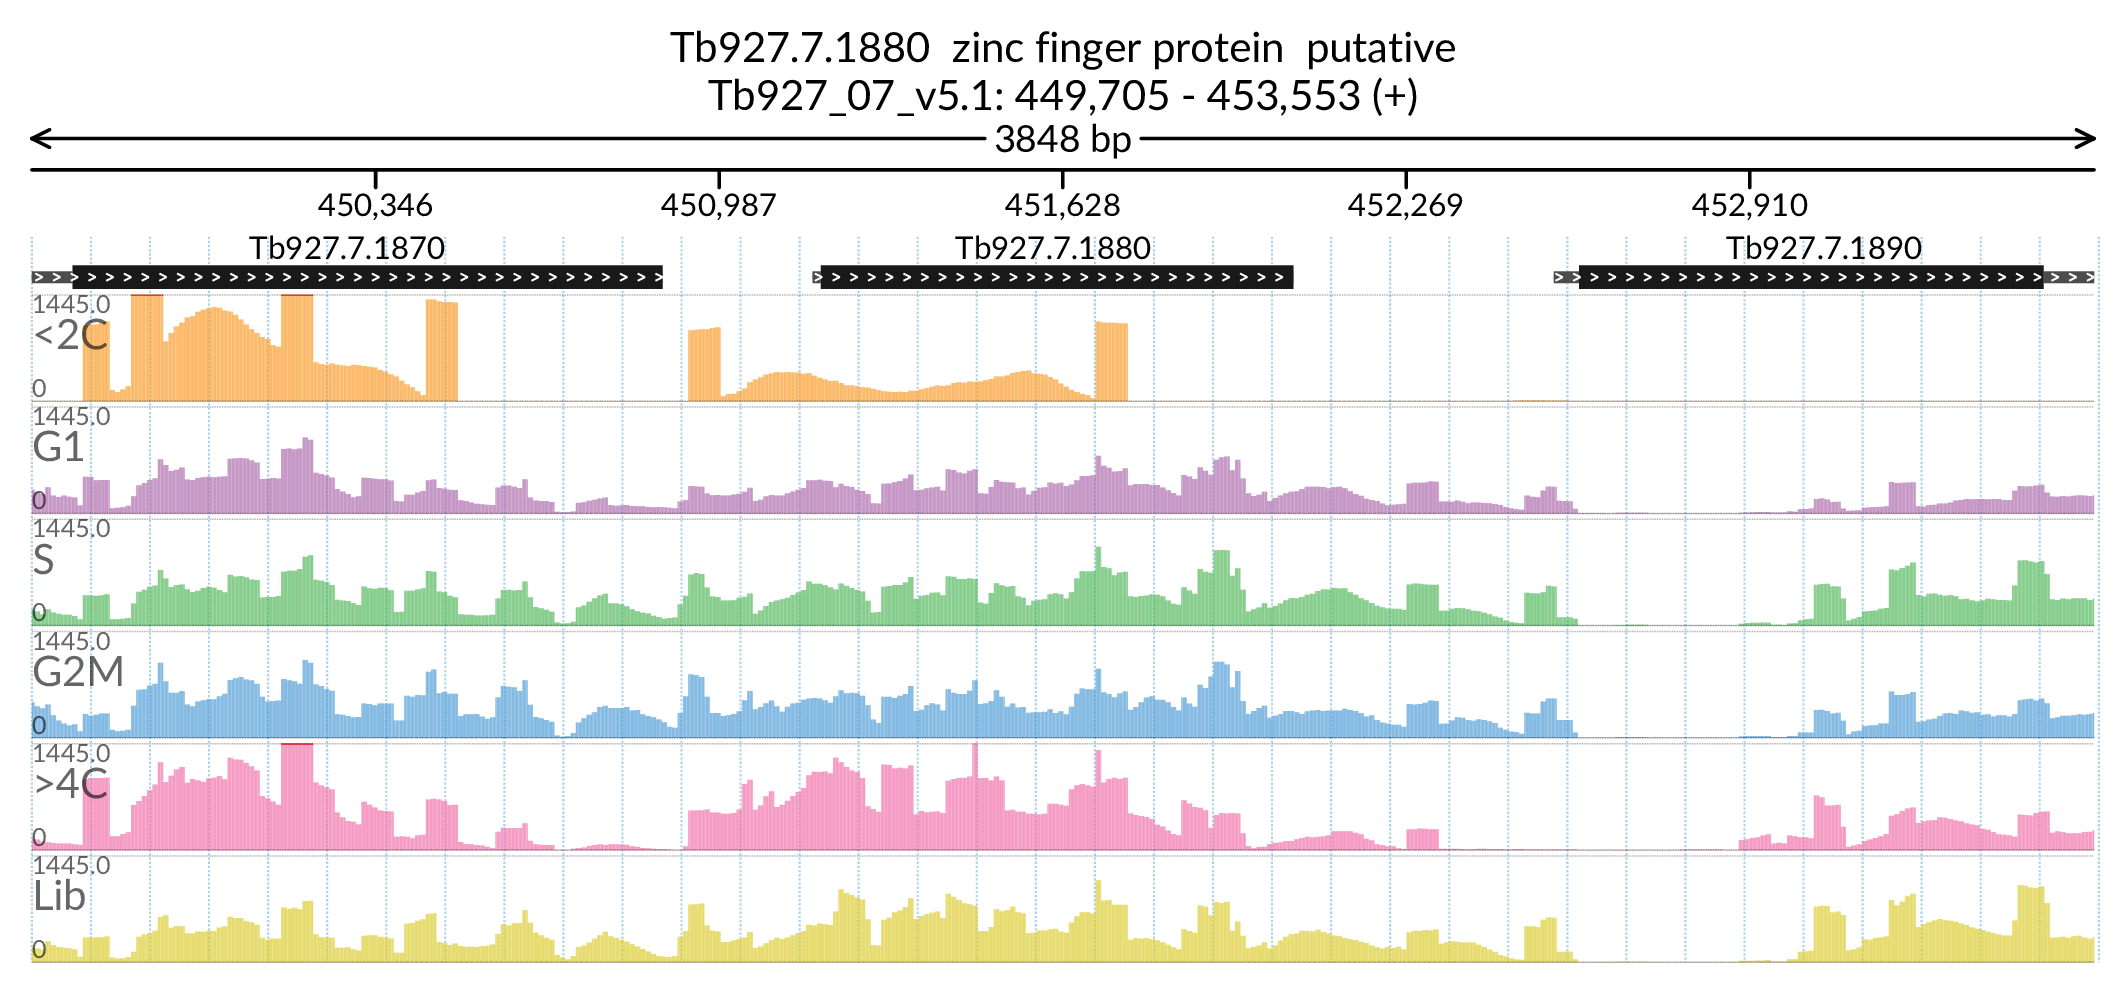 Tb927.7.1880  zinc finger protein  putative
Tb927_07_v5.1: 449,705 - 453,553 (+)
3848 bp
450,346 450,987 451,628 452,269 452,910
Tb927.7.1870 Tb927.7.1880 Tb927.7.1890
1445.0
<2C
0
1445.0
G1
0
1445.0
S
0
1445.0
G2M
0
1445.0
>4C
0
1445.0
Lib
0